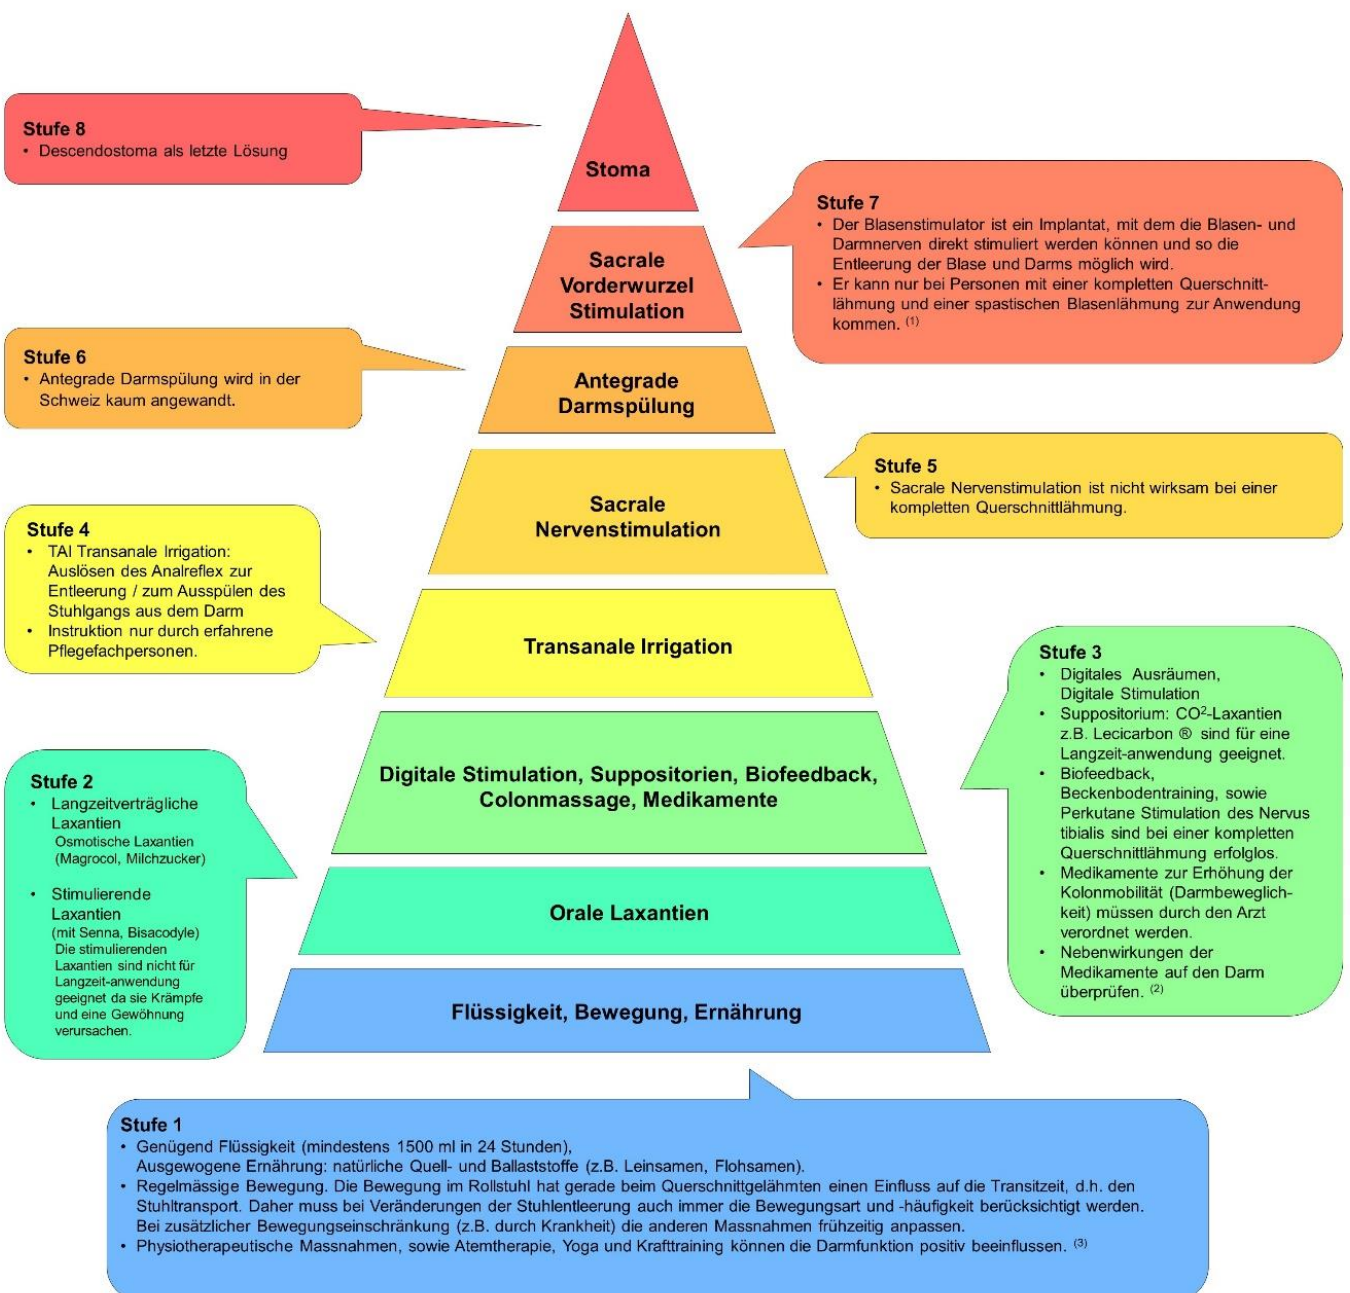 Stufe 8
• Descendostoma als letzte Lösung
Stoma
Stufe 7
• Der Blasenstimulator ist ein Implantat, mit dem die Blasen- und
Darmnerven direkt stimuliert werden können und so die
Entleerung der Blase und Darms möglich wird.
• Er kann nur bei Personen mit einer kompletten Querschnitt-
lähmung und einer spastischen Blasenlähmung zur Anwendung
kommen. (1)
Sacrale
Vorderwurzel
Stimulation
Stufe 6
• Antegrade Darmspülung wird in der
Schweiz kaum angewandt.
Antegrade
Darmspülung
Stufe 5
• Sacrale Nervenstimulation ist nicht wirksam bei einer
kompletten Querschnittlähmung.
Sacrale
Nervenstimulation
Stufe 4
• TAI Transanale Irrigation:
Auslösen des Analreflex zur
Entleerung / zum Ausspülen des
Stuhlgangs aus dem Darm
• Instruktion nur durch erfahrene
Pflegefachpersonen.
Transanale Irrigation
Stufe 3
• Digitales Ausräumen,
Digitale Stimulation
• Suppositorium: CO²-Laxantien
z.B. Lecicarbon ® sind für eine
Langzeit-anwendung geeignet.
• Biofeedback,
Beckenbodentraining, sowie
Perkutane Stimulation des Nervus
tibialis sind bei einer kompletten
Querschnittlähmung erfolglos.
• Medikamente zur Erhöhung der
Kolonmobilität (Darmbeweglich-
keit) müssen durch den Arzt
verordnet werden.
• Nebenwirkungen der
Medikamente auf den Darm
überprüfen. (2)
Digitale Stimulation, Suppositorien, Biofeedback,
Colonmassage, Medikamente
Stufe 2
• Langzeitverträgliche
Laxantien
Osmotische Laxantien
(Magrocol, Milchzucker)
• Stimulierende
Laxantien
(mit Senna, Bisacodyle)
Die stimulierenden
Laxantien sind nicht für
Langzeit-anwendung
geeignet da sie Krämpfe
und eine Gewöhnung
verursachen.
Orale Laxantien
Flüssigkeit, Bewegung, Ernährung
Stufe 1
• Genügend Flüssigkeit (mindestens 1500 ml in 24 Stunden),
Ausgewogene Ernährung: natürliche Quell- und Ballaststoffe (z.B. Leinsamen, Flohsamen).
• Regelmässige Bewegung. Die Bewegung im Rollstuhl hat gerade beim Querschnittgelähmten einen Einfluss auf die Transitzeit, d.h. den
Stuhltransport. Daher muss bei Veränderungen der Stuhlentleerung auch immer die Bewegungsart und -häufigkeit berücksichtigt werden.
Bei zusätzlicher Bewegungseinschränkung (z.B. durch Krankheit) die anderen Massnahmen frühzeitig anpassen.
• Physiotherapeutische Massnahmen, sowie Atemtherapie, Yoga und Krafttraining können die Darmfunktion positiv beeinflussen. (3)